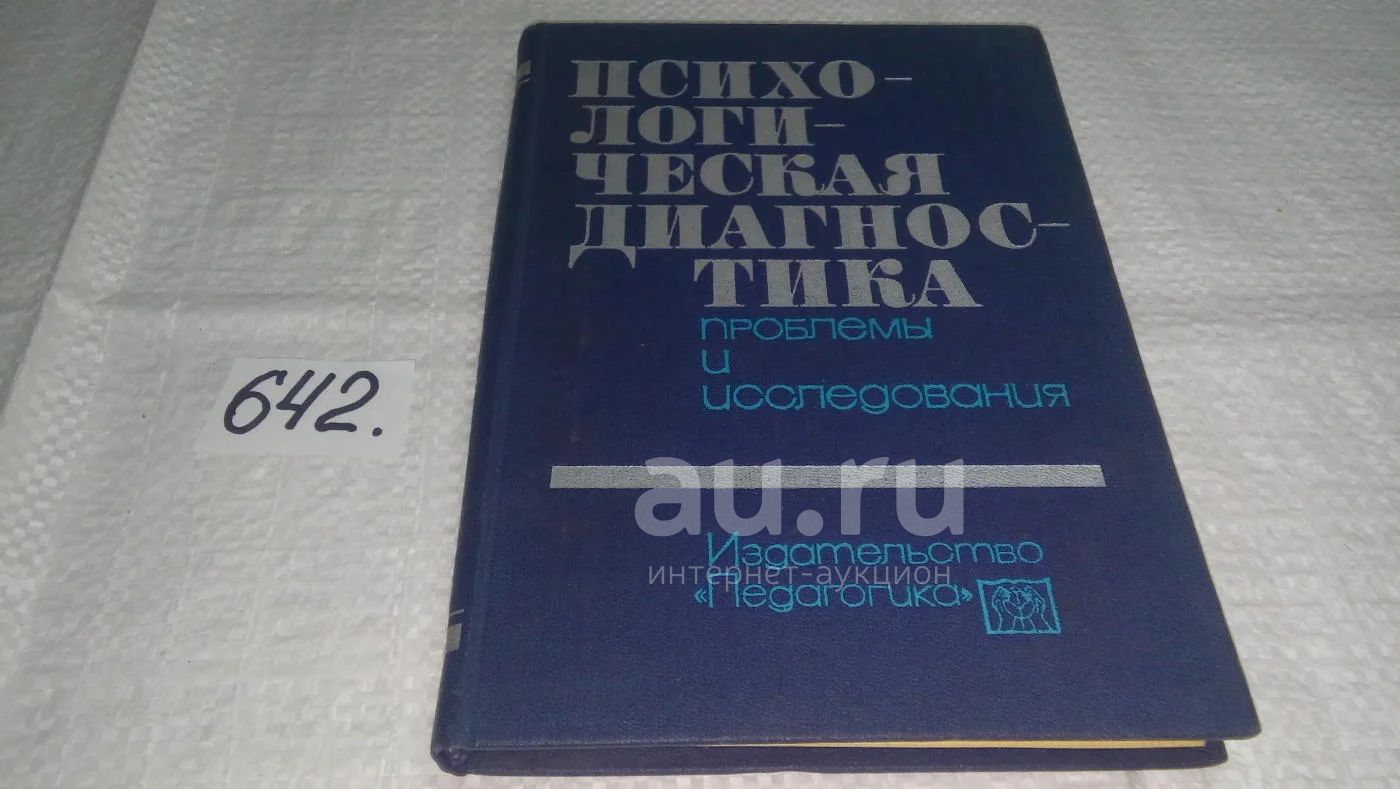 ПСИХО-
ЛОГИ-
ЧЕСКАЯ
ДИАГНОС-
ТИКА
ПРОБЛЕМЫ
И
ИССЛЕДОВАНИЯ
642.
au.ru
интернет-аукцион
Издательство
«Педагогика»